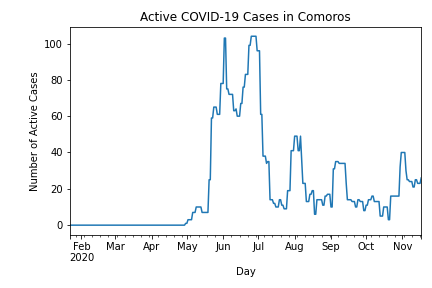 Active COVID-19 Cases in Comoros
Number of Active Cases
100
80
60
40
20
0
Feb Mar Apr May Jun Jul Aug Sep Oct Nov
2020
Day